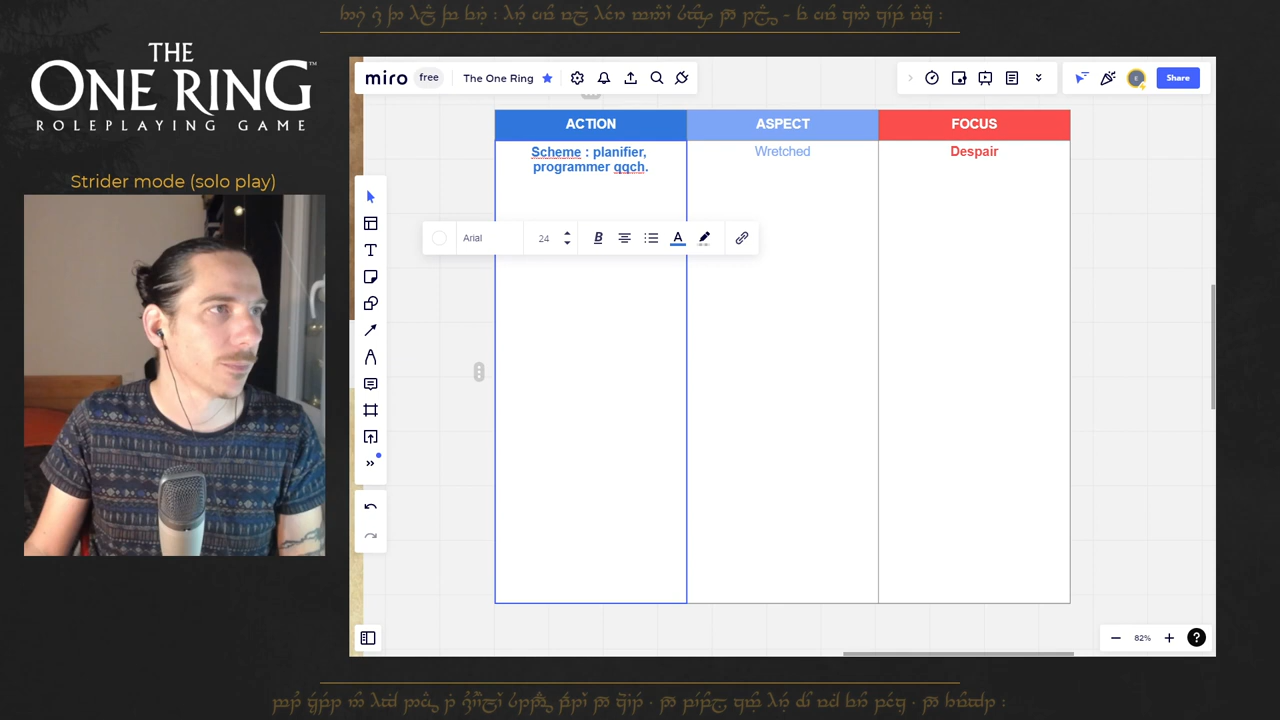 THE
ONE RING™
ROLEPLAYING GAME
Strider mode (solo play)
miro free The One Ring Share
ACTION ASPECT FOCUS
Scheme : planifier, Wretched Despair
programmer qqch.
Arial 24 B A
82% ?